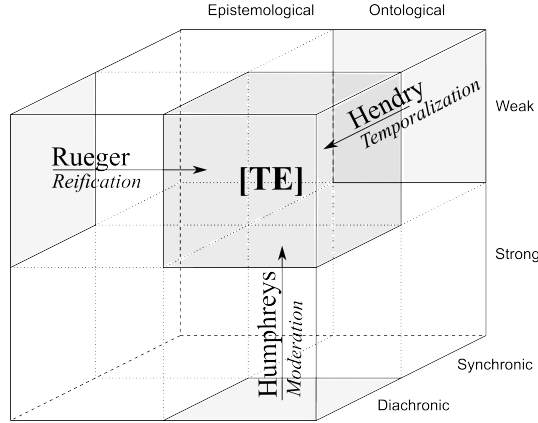 Epistemological
Ontological
Weak
Hendry
Temporalization
Rueger
Reification
[TE]
Strong
Humphreys
Moderation
Synchronic
Diachronic